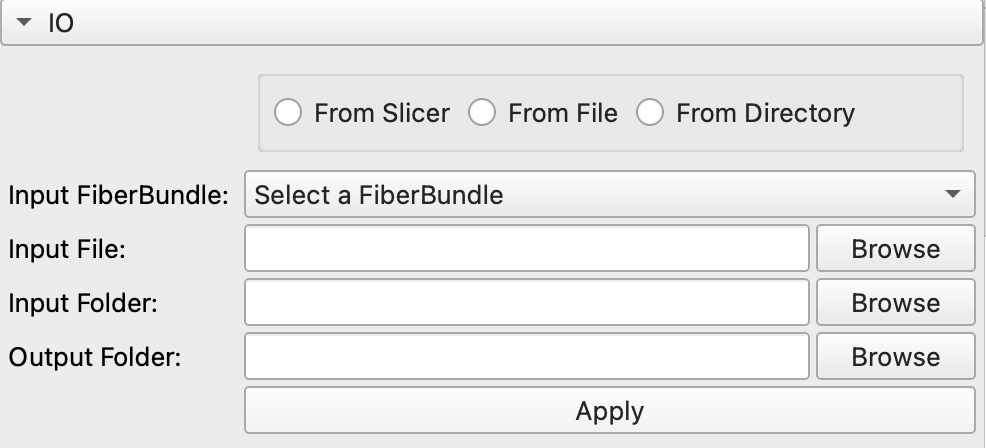 IO
From Slicer From File From Directory
Input FiberBundle: Select a FiberBundle
Input File: Browse
Input Folder: Browse
Output Folder: Browse
Apply